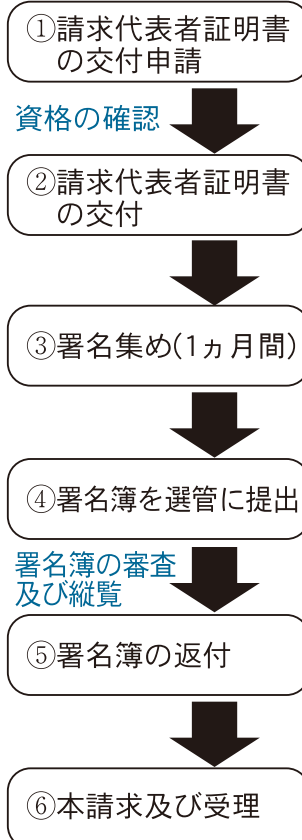 ①請求代表者証明書
の交付申請
資格の確認
②請求代表者証明書
の交付
③署名集め(1ヵ月間)
④署名簿を選管に提出
署名簿の審査
及び縦覧
⑤署名簿の返付
⑥本請求及び受理